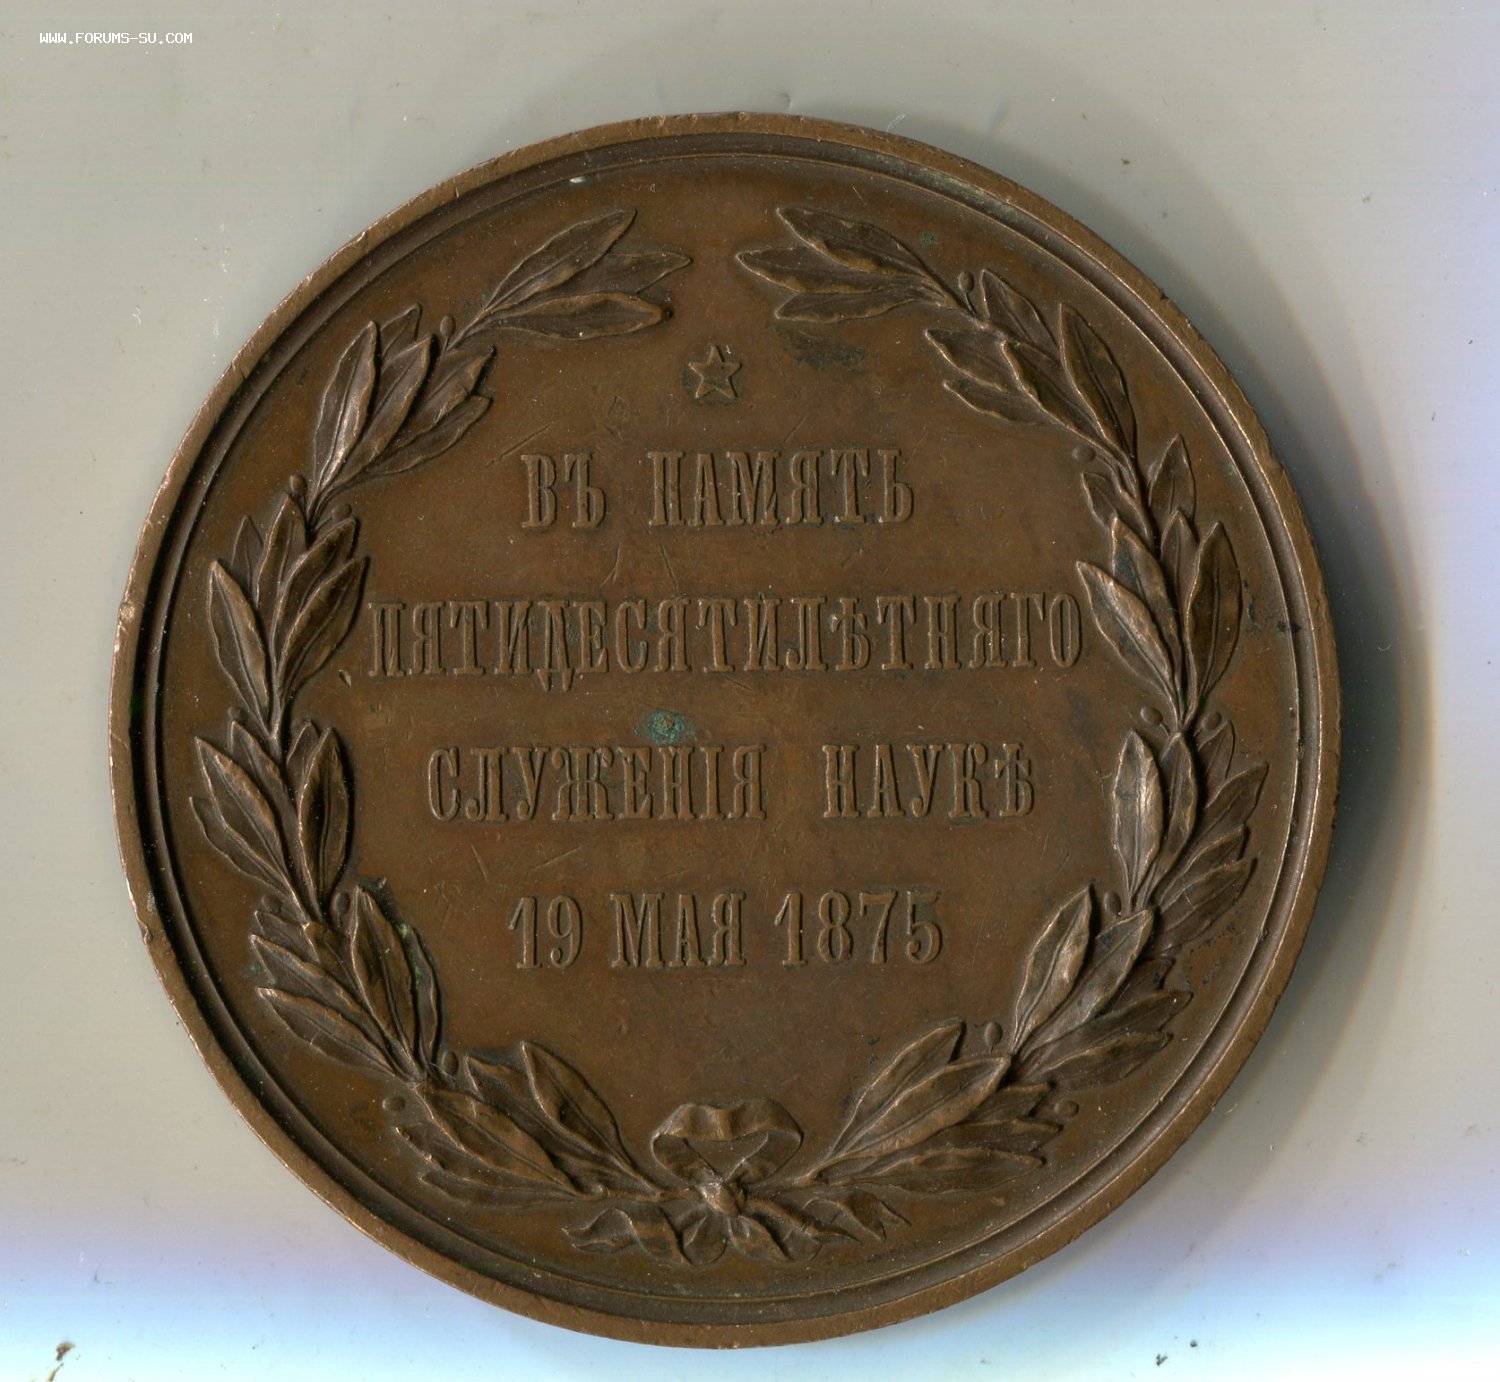 WWW.FORUMS-SU.COM
ВЪ ПАМЯТЬ
ПЯТИДЕСЯТИЛѢТНЯГО
СЛУЖЕНІЯ НАУКѢ
19 МАЯ 1875